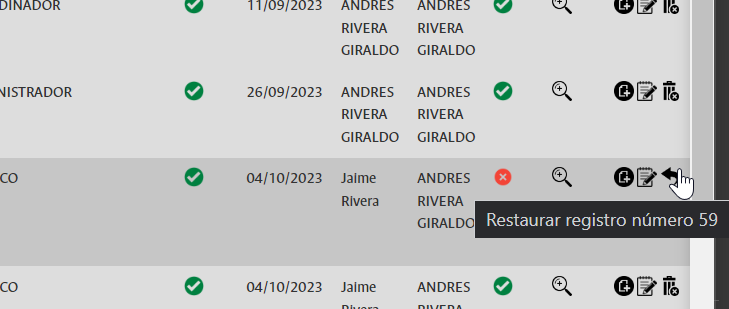 DINADOR 11/09/2023 ANDRES ANDRES
RIVERA RIVERA
GIRALDO GIRALDO
NISTRADOR 26/09/2023 ANDRES ANDRES
RIVERA RIVERA
GIRALDO GIRALDO
CO 04/10/2023 Jaime ANDRES
Rivera RIVERA
GIRALDO
Restaurar registro número 59
CO 04/10/2023 Jaime ANDRES
Rivera RIVERA